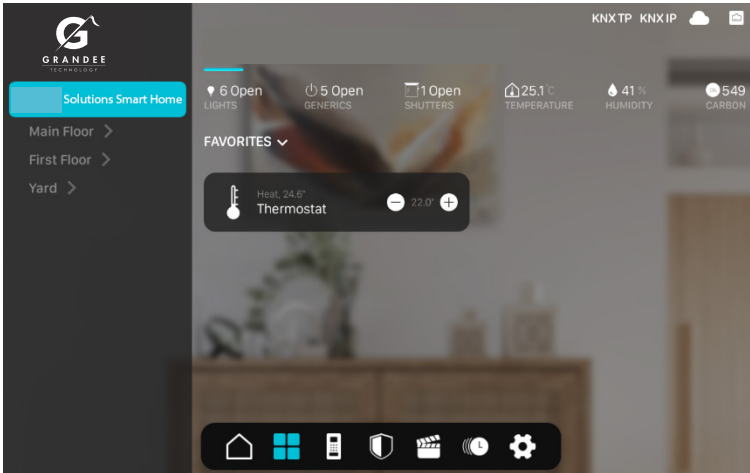 KNX TP KNX IP
GRANDEE
TECHNOLOGY
Solutions Smart Home
Main Floor
First Floor
Yard
6 Open
LIGHTS
5 Open
GENERICS
1 Open
SHUTTERS
25.1°C
TEMPERATURE
41 %
HUMIDITY
549
CARBON
FAVORITES
Heat, 24.6°
Thermostat
22.0°